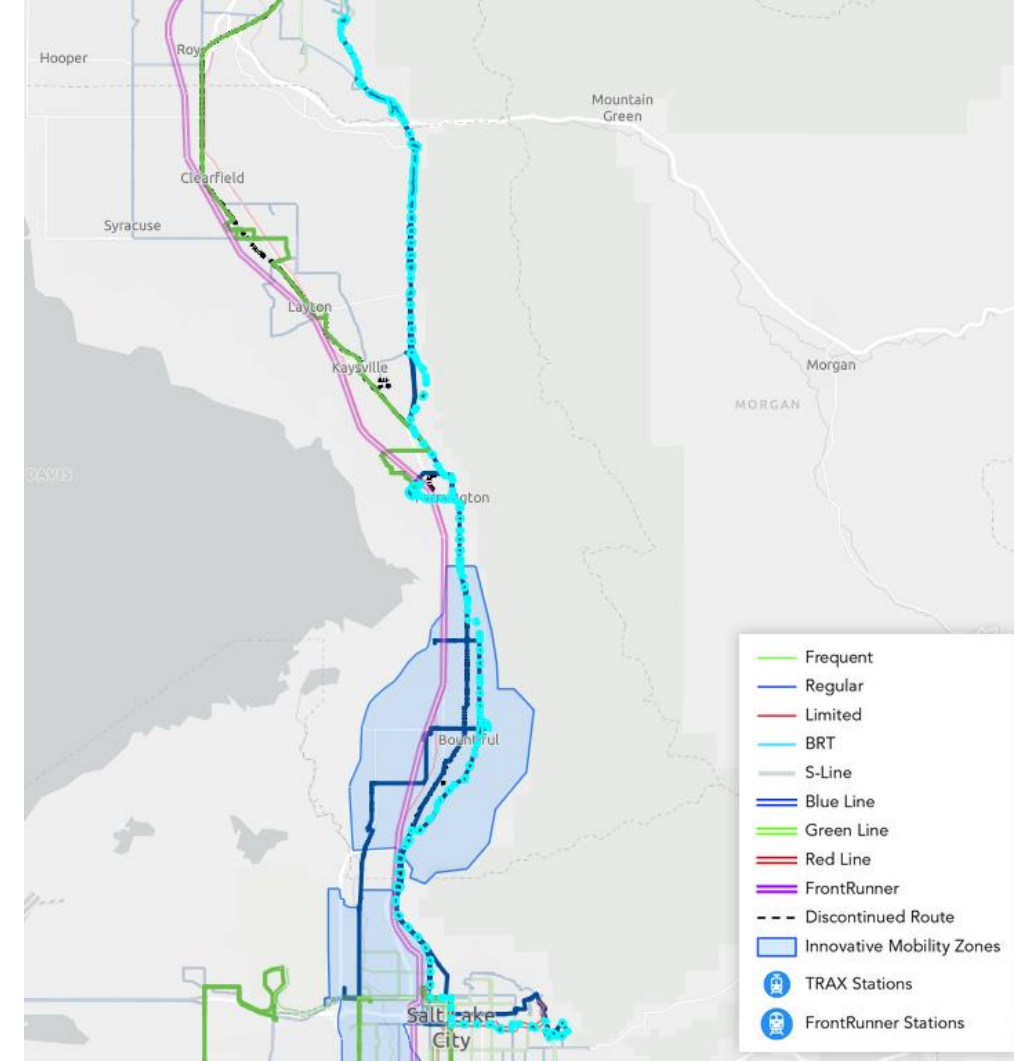 Roy
Hooper
Mountain
Green
Clearfield
Syracuse
Layton
Kaysville
Morgan
MORGAN
DAVIS
Farmington
Bountiful
Salt Lake
City
Frequent
Regular
Limited
BRT
S-Line
Blue Line
Green Line
Red Line
FrontRunner
Discontinued Route
Innovative Mobility Zones
TRAX Stations
FrontRunner Stations